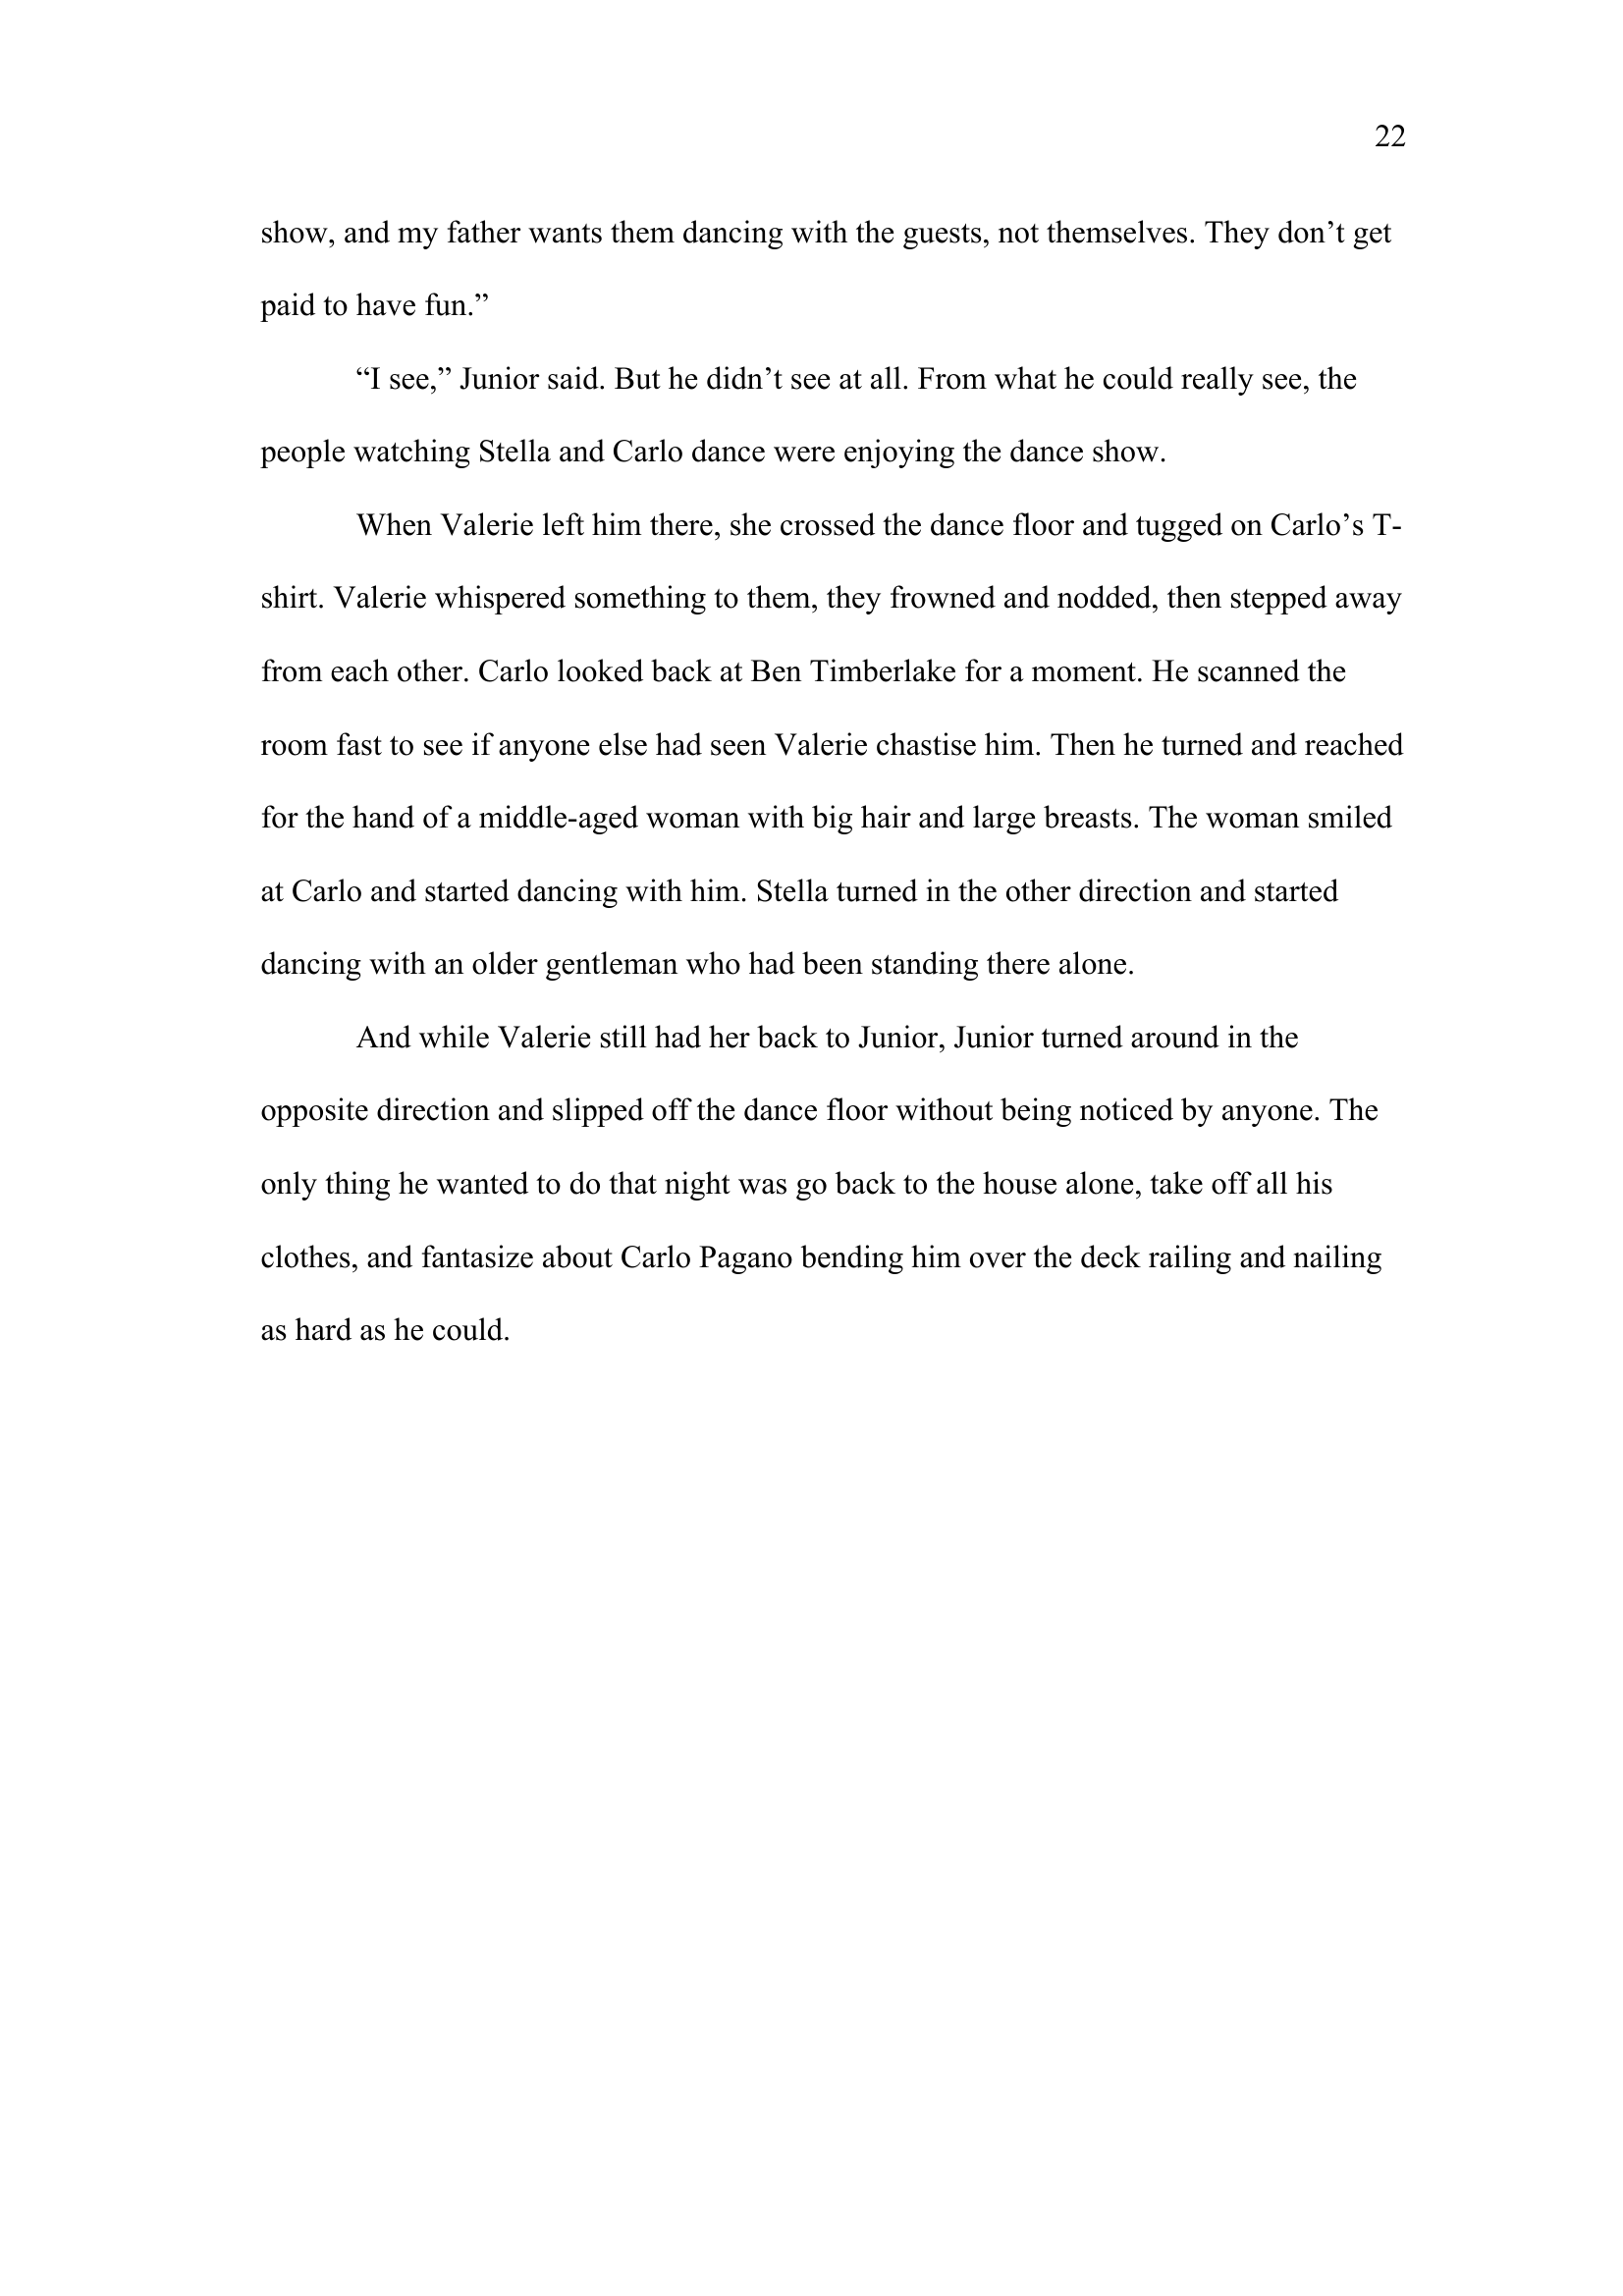 22
show, and my father wants them dancing with the guests, not themselves. They don’t get
paid to have fun.”
“I see,” Junior said. But he didn’t see at all. From what he could really see, the
people watching Stella and Carlo dance were enjoying the dance show.
When Valerie left him there, she crossed the dance floor and tugged on Carlo’s T-
shirt. Valerie whispered something to them, they frowned and nodded, then stepped away
from each other. Carlo looked back at Ben Timberlake for a moment. He scanned the
room fast to see if anyone else had seen Valerie chastise him. Then he turned and reached
for the hand of a middle-aged woman with big hair and large breasts. The woman smiled
at Carlo and started dancing with him. Stella turned in the other direction and started
dancing with an older gentleman who had been standing there alone.
And while Valerie still had her back to Junior, Junior turned around in the
opposite direction and slipped off the dance floor without being noticed by anyone. The
only thing he wanted to do that night was go back to the house alone, take off all his
clothes, and fantasize about Carlo Pagano bending him over the deck railing and nailing
as hard as he could.